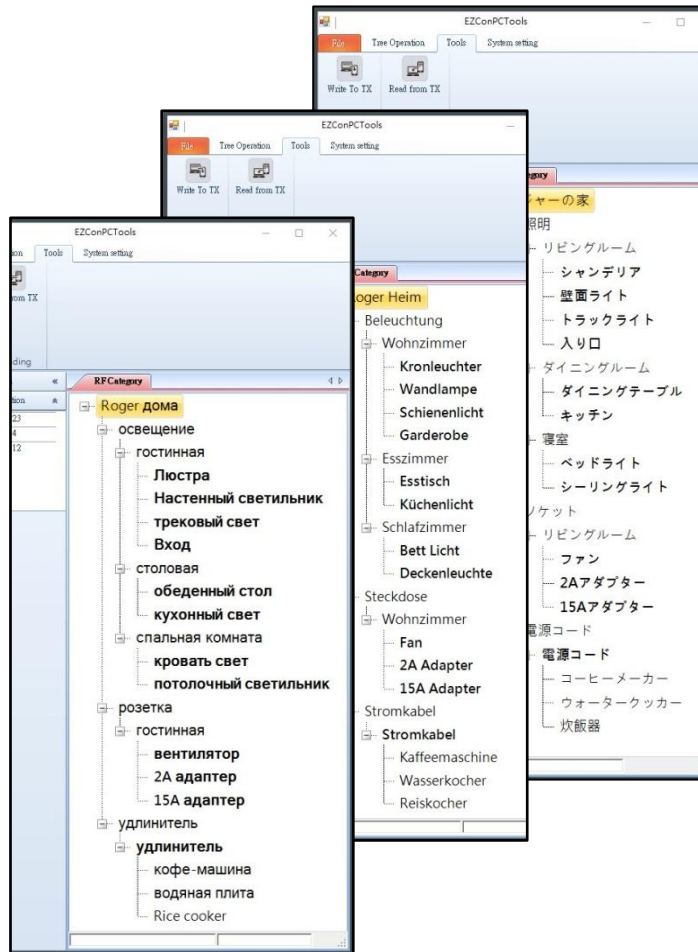 EZConPCTools
File Tree Operation Tools System setting
Write To TX Read from TX
ャーの家
照明
リビングルーム
シャンデリア
壁面ライト
トラックライト
入り口
ダイニングルーム
ダイニングテーブル
キッチン
寝室
ベッドライト
シーリングライト
ソケット
リビングルーム
ファン
2Aアダプター
15Aアダプター
電源コード
電源コード
コーヒーメーカー
ウォータークッカー
炊飯器
EZConPCTools
File Tree Operation Tools System setting
Write To TX Read from TX
Category
Roger Heim
Beleuchtung
Wohnzimmer
Kronleuchter
Wandlampe
Schienenlicht
Garderobe
Esszimmer
Esstisch
Küchenlicht
Schlafzimmer
Bett Licht
Deckenleuchte
Steckdose
Wohnzimmer
Fan
2A Adapter
15A Adapter
Stromkabel
Stromkabel
Kaffeemaschine
Wasserkocher
Reiskocher
EZConPCTools
Tools System setting
TX
RF Category
23
4
12
Roger дома
освещение
гостинная
Люстра
Настенный светильник
трековый свет
Вход
столовая
обеденный стол
кухонный свет
спальная комната
кровать свет
потолочный светильник
розетка
гостинная
вентилятор
2A адаптер
15A адаптер
удлинитель
удлинитель
кофе-машина
водяная плита
Rice cooker